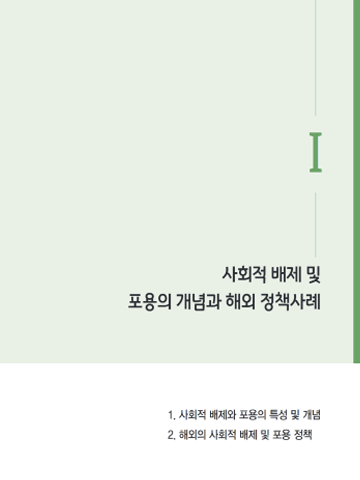 I
사회적 배제 및
포용의 개념과 해외 정책사례
1. 사회적 배제와 포용의 특성 및 개념
2. 해외의 사회적 배제 및 포용 정책